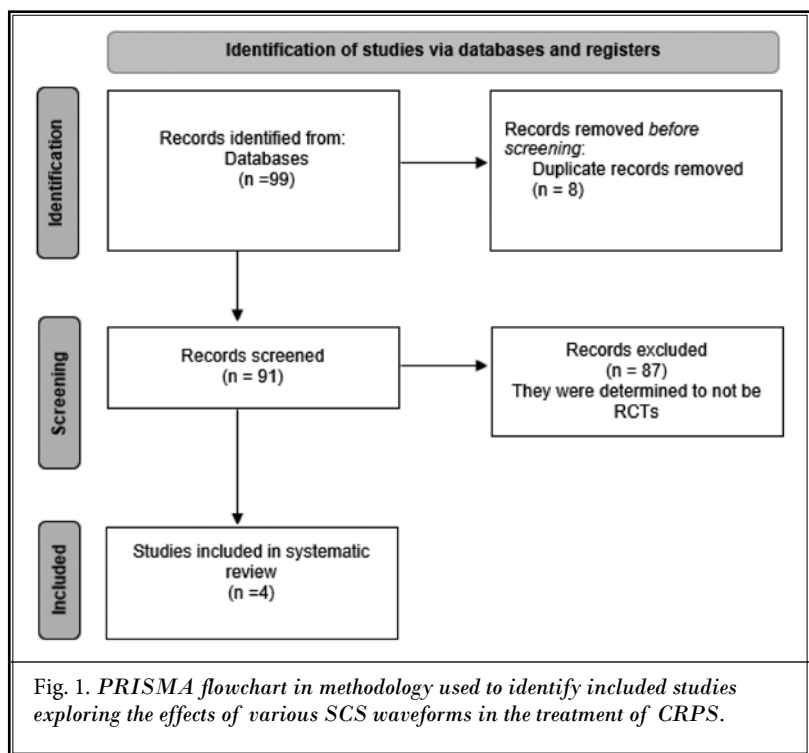 Identification of studies via databases and registers
Identification
Records identified from:
Databases
(n =99)
Records removed before
screening:
Duplicate records removed
(n = 8)
Screening
Records screened
(n = 91)
Records excluded
(n = 87)
They were determined to not be
RCTs
Included
Studies included in systematic
review
(n =4)
Fig. 1. PRISMA flowchart in methodology used to identify included studies
exploring the effects of various SCS waveforms in the treatment of CRPS.